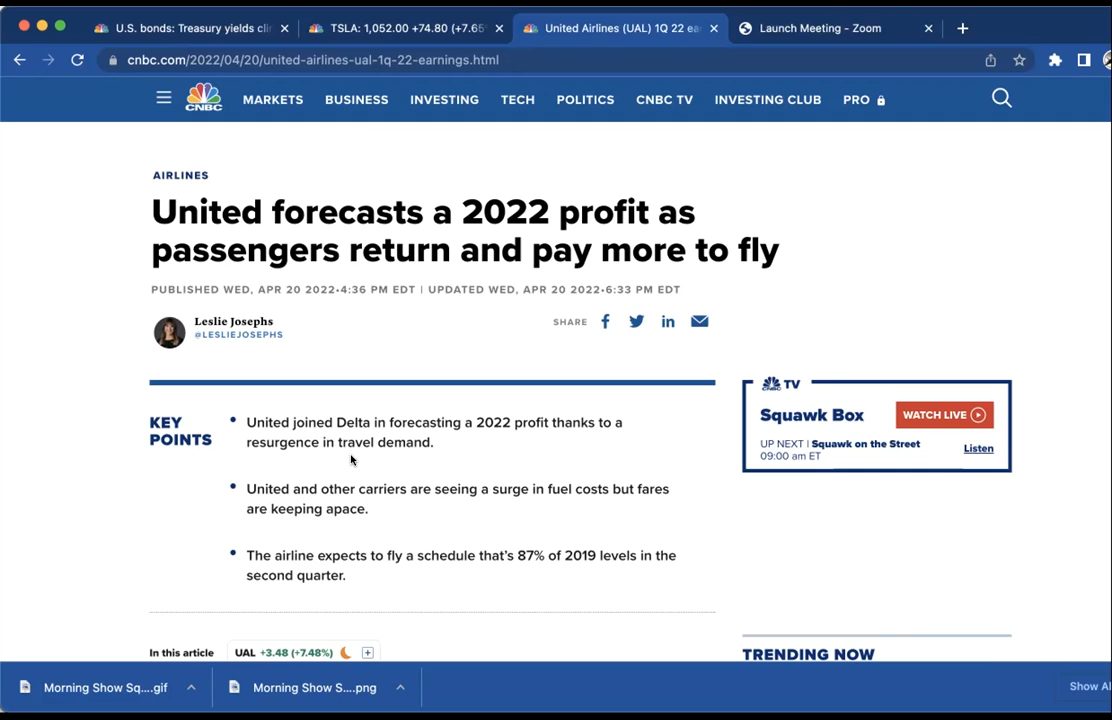 U.S. bonds: Treasury yields cli
TSLA: 1,052.00 +74.80 (+7.65
United Airlines (UAL) 1Q 22 ea
Launch Meeting - Zoom
cnbc.com/2022/04/20/united-airlines-ual-1q-22-earnings.html
CNBC
MARKETS BUSINESS INVESTING TECH POLITICS CNBC TV INVESTING CLUB PRO
AIRLINES
United forecasts a 2022 profit as
passengers return and pay more to fly
PUBLISHED WED, APR 20 2022•4:36 PM EDT | UPDATED WED, APR 20 2022•6:33 PM EDT
Leslie Josephs
@LESLIEJOSEPHS
SHARE
KEY
POINTS
• United joined Delta in forecasting a 2022 profit thanks to a
resurgence in travel demand.
• United and other carriers are seeing a surge in fuel costs but fares
are keeping apace.
• The airline expects to fly a schedule that's 87% of 2019 levels in the
second quarter.
In this article
UAL +3.48 (+7.48%)
CNBC TV
Squawk Box
WATCH LIVE
UP NEXT | Squawk on the Street
09:00 am ET
Listen
TRENDING NOW
Morning Show Sq....gif
Morning Show S....png
Show Al